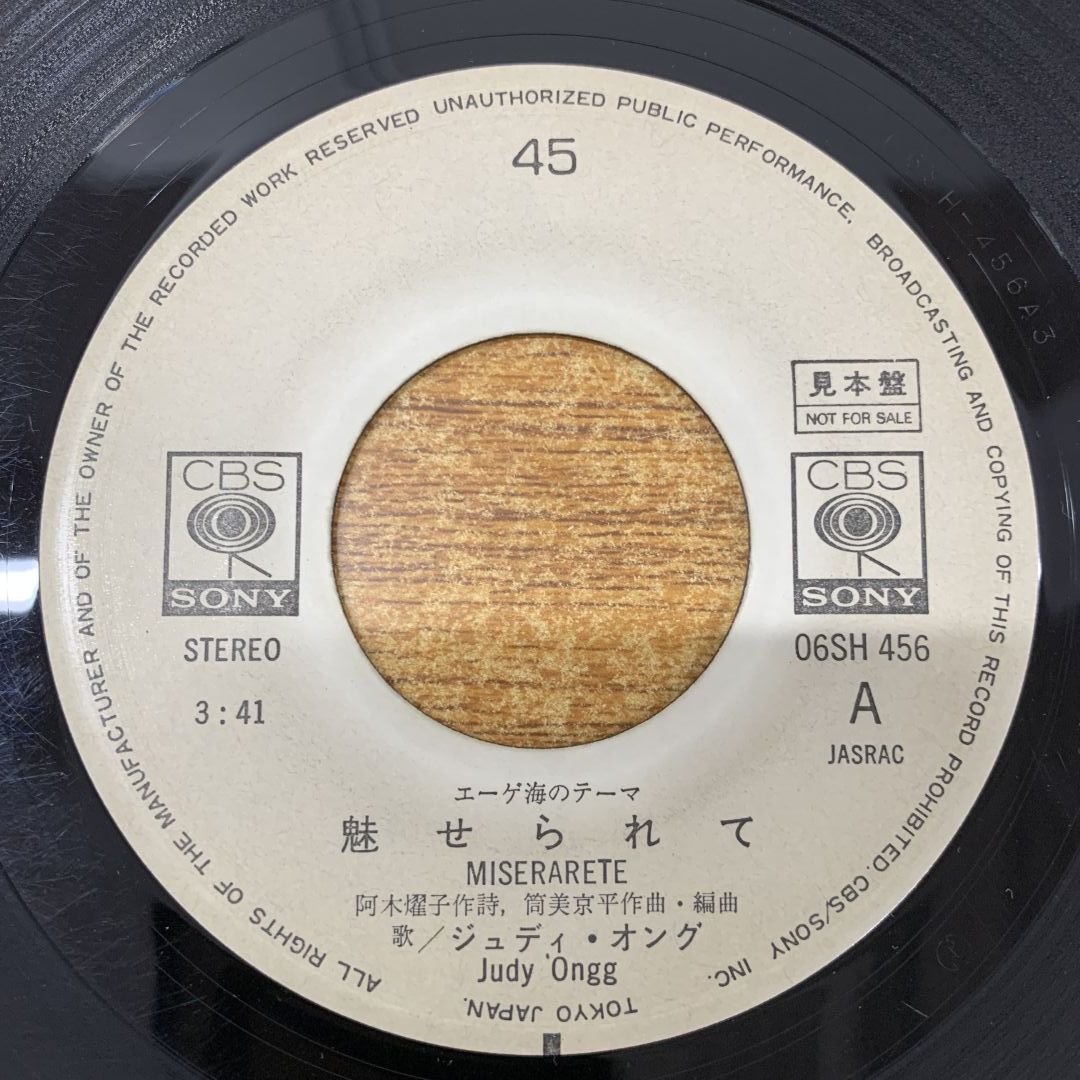 ALL RIGHTS OF THE MANUFACTURER AND OF THE OWNER OF THE RECORDED WORK RESERVED UNAUTHORIZED PUBLIC PERFORMANCE, BROADCASTING AND COPYING OF THIS RECORD PROHIBITED. CBS/SONY INC.
TOKYO JAPAN.
45
見本盤
NOT FOR SALE
CBS
SONY
CBS
SONY
STEREO
06SH 456
3:41
A
JASRAC
エーゲ海のテーマ
魅せられて
MISERARETE
阿木燿子作詩, 筒美京平作曲・編曲
歌/ジュディ・オング
Judy Ongg